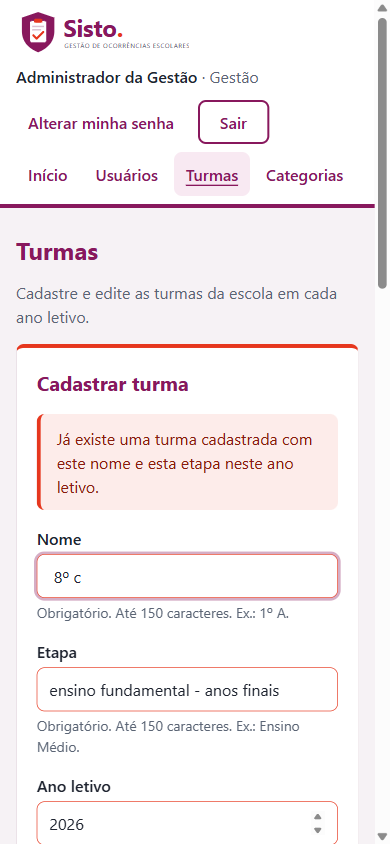 Sisto.
GESTÃO DE OCORRÊNCIAS ESCOLARES
Administrador da Gestão · Gestão
Alterar minha senha
Sair
Início
Usuários
Turmas
Categorias
Turmas
Cadastre e edite as turmas da escola em cada
ano letivo.
Cadastrar turma
Já existe uma turma cadastrada com
este nome e esta etapa neste ano
letivo.
Nome
8º c
Obrigatório. Até 150 caracteres. Ex.: 1º A.
Etapa
ensino fundamental - anos finais
Obrigatório. Até 150 caracteres. Ex.: Ensino
Médio.
Ano letivo
2026